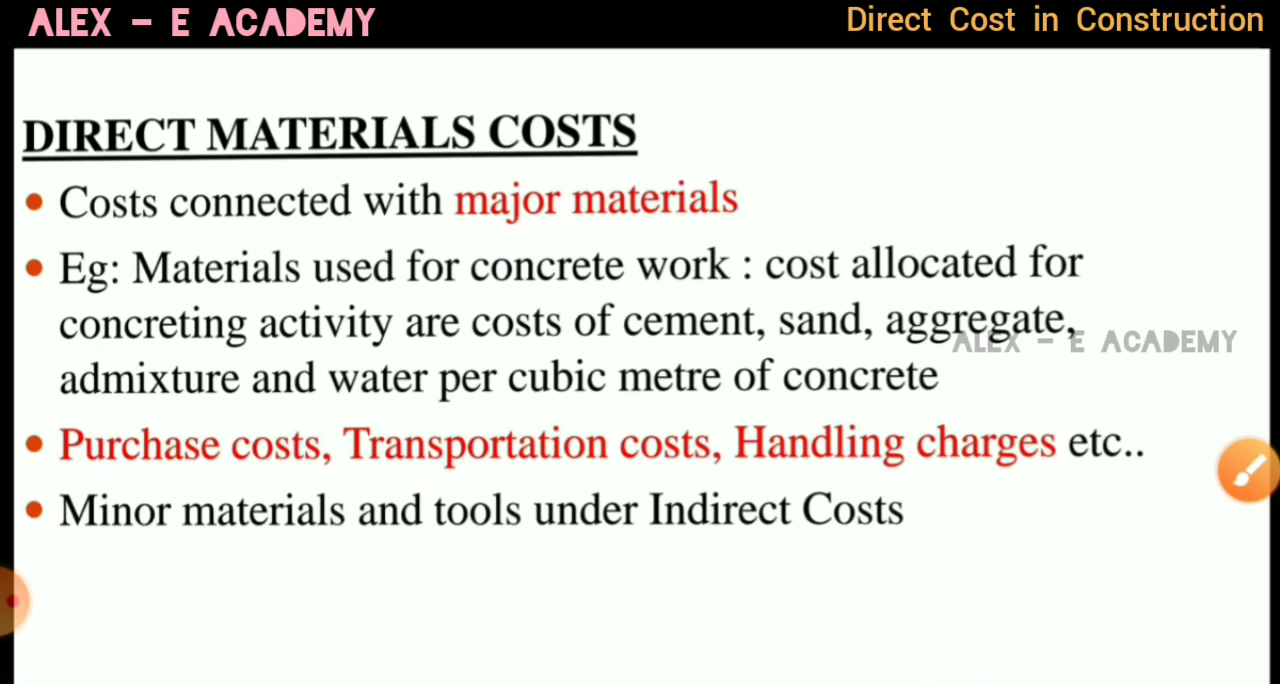 ALEX - E ACADEMY
Direct Cost in Construction
DIRECT MATERIALS COSTS
Costs connected with major materials
Eg: Materials used for concrete work : cost allocated for
concreting activity are costs of cement, sand, aggregate,
ALEX - E ACADEMY
admixture and water per cubic metre of concrete
Purchase costs, Transportation costs, Handling charges etc..
Minor materials and tools under Indirect Costs